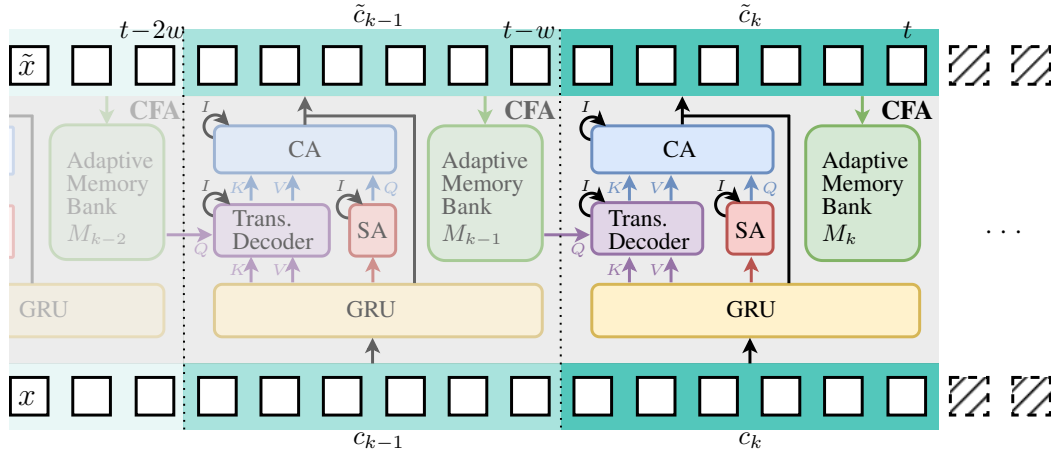 c̃ₖ₋₁ c̃ₖ
t−2w t−w t
x̃
CFA CFA CFA
I I
CA CA
Adaptive Memory Bank Mₖ₋₂
K V Q
I I
Trans. Decoder
SA
Adaptive Memory Bank Mₖ₋₁
K V Q
I I
Trans. Decoder
SA
Adaptive Memory Bank Mₖ
Q K V Q K V
. . .
GRU GRU GRU
x
cₖ₋₁ cₖ